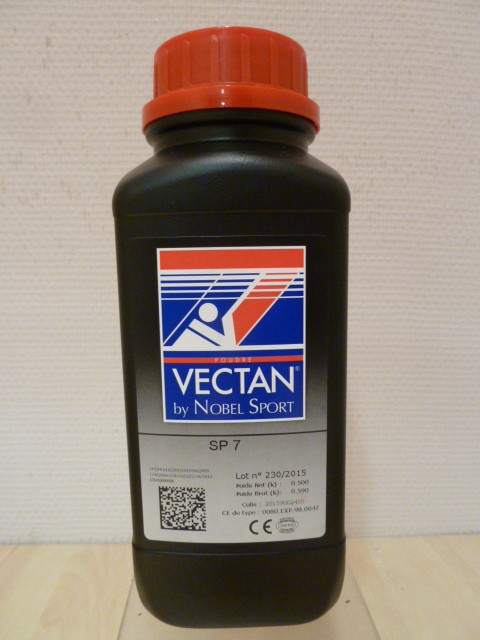 POUDRE
VECTAN®
by NOBEL SPORT
SP 7
Lot n° 230/2015
Poids Net (k) : 0.500
Poids Brut (k) : 0.590
Colis :
CE de type : 0080.EXP.98.0047
CE